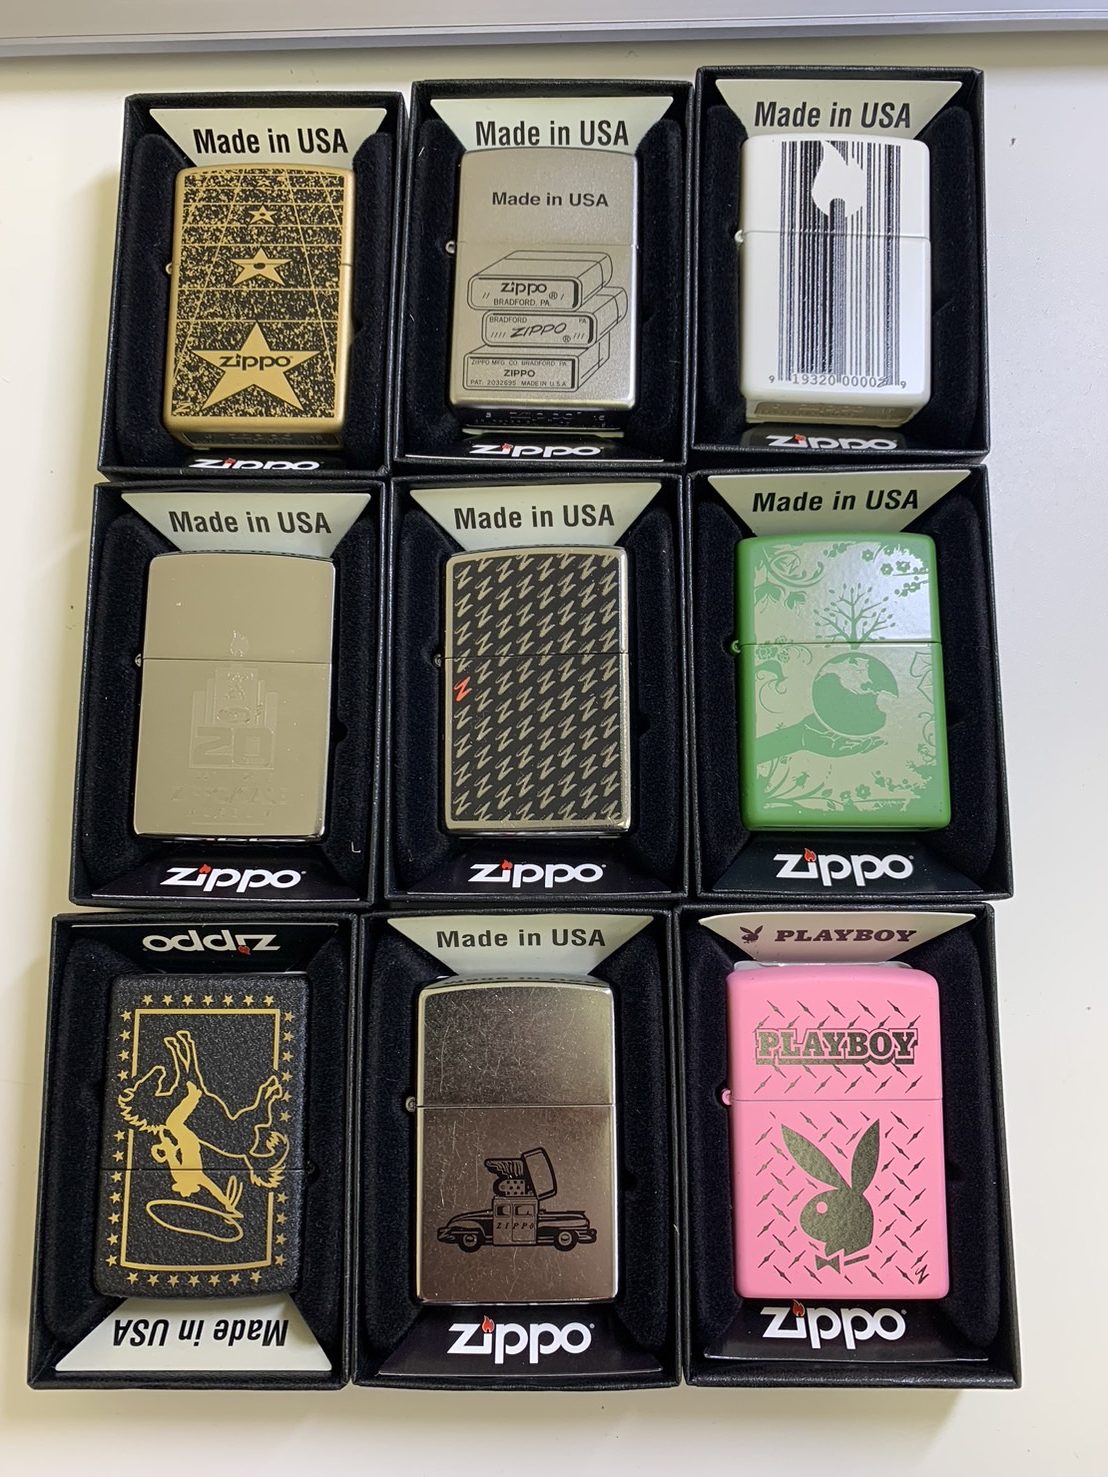 Made in USA
zippo
zippo
Made in USA
Made in USA
zippo
BRADFORD, PA.
BRADFORD PA
ZIPPO
ZIPPO MFG. CO. BRADFORD, PA.
ZIPPO
PAT. 2032695 MADE IN U.S.A.
zippo
Made in USA
9 19320 00002 9
zippo
Made in USA
20
zippo
Made in USA
zippo
Made in USA
zippo
zippo
Made in USA
Made in USA
ZIPPO
zippo
PLAYBOY
PLAYBOY
zippo